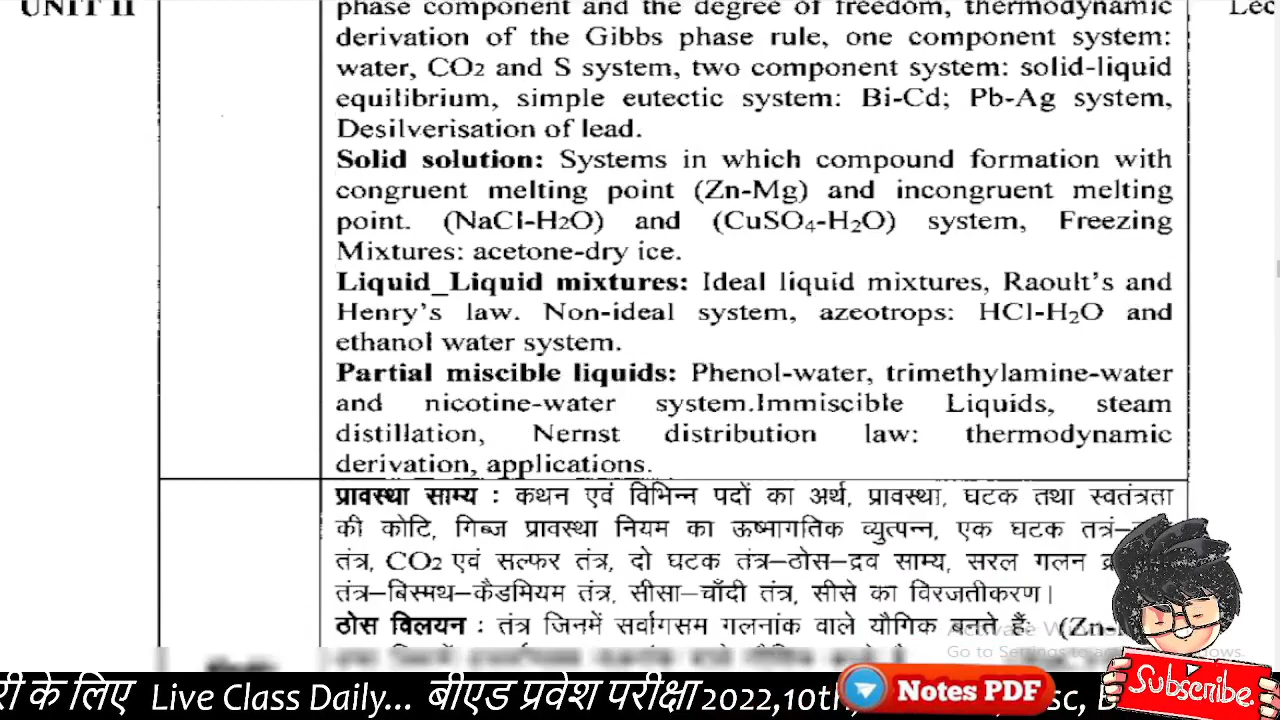 UNIT II
phase component and the degree of freedom, thermodynamic
Lec
derivation of the Gibbs phase rule, one component system:
water, CO2 and S system, two component system: solid-liquid
equilibrium, simple eutectic system: Bi-Cd; Pb-Ag system,
Desilverisation of lead.
Solid solution: Systems in which compound formation with
congruent melting point (Zn-Mg) and incongruent melting
point. (NaCl-H2O) and (CuSO4-H2O) system, Freezing
Mixtures: acetone-dry ice.
Liquid_Liquid mixtures: Ideal liquid mixtures, Raoult's and
Henry's law. Non-ideal system, azeotrops: HCl-H2O and
ethanol water system.
Partial miscible liquids: Phenol-water, trimethylamine-water
and nicotine-water system.Immiscible Liquids, steam
distillation, Nernst distribution law: thermodynamic
derivation, applications.
प्रावस्था साम्य : कथन एवं विभिन्न पदों का अर्थ, प्रावस्था, घटक तथा स्वतंत्रता
की कोटि, गिब्ज प्रावस्था नियम का ऊष्मागतिक व्युत्पन्न, एक घटक तत्रं–
तंत्र, CO2 एवं सल्फर तंत्र, दो घटक तंत्र–ठोस–द्रव साम्य, सरल गलन
तंत्र–बिस्मथ–कैडमियम तंत्र, सीसा–चाँदी तंत्र, सीसे का विरजतीकरण।
ठोस विलयन : तंत्र जिनमें सर्वागसम गलनांक वाले यौगिक बनते हैं: (Zn-
Go to Settings to
री के लिए Live Class Daily... बीएड प्रवेश परीक्षा 2022,10th,
Notes PDF
Subscribe.